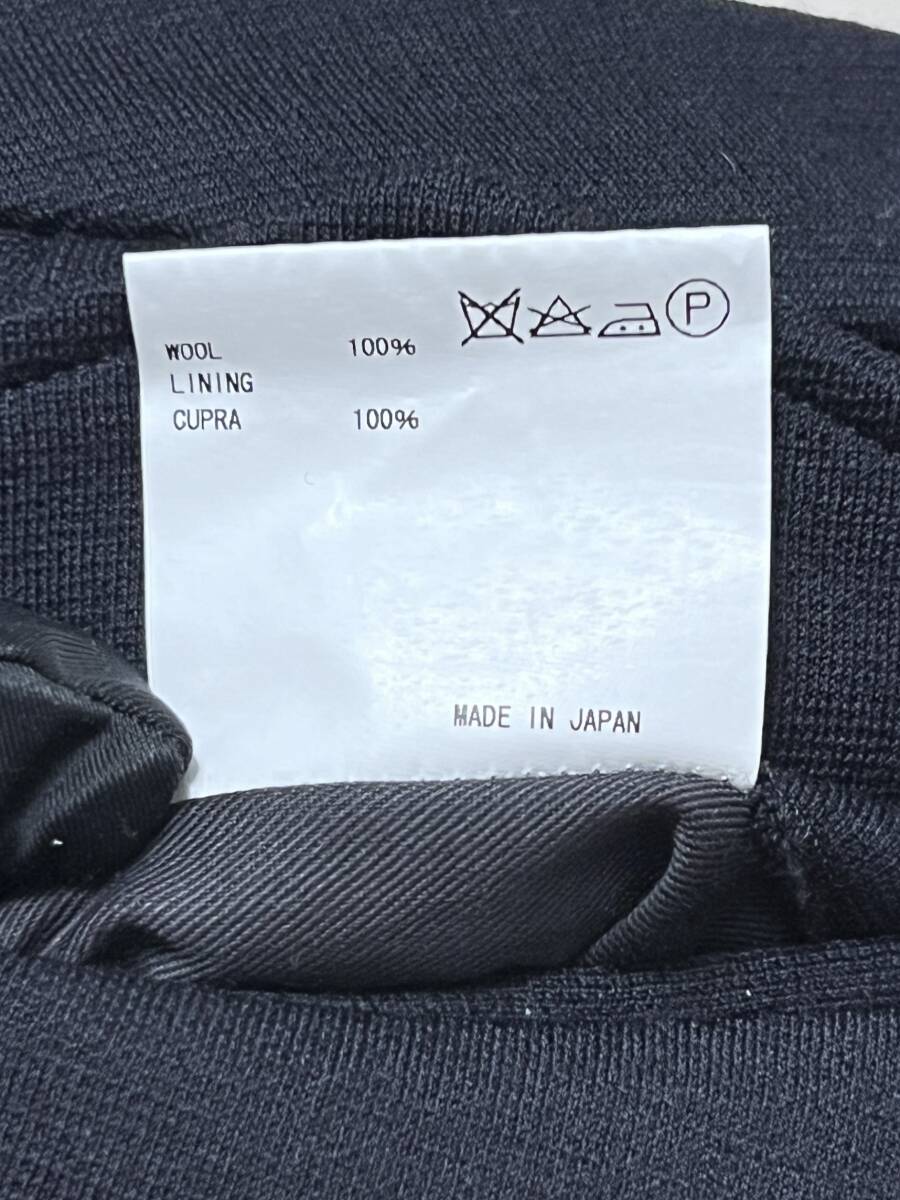 P
WOOL 100%
LINING
CUPRA 100%
MADE IN JAPAN